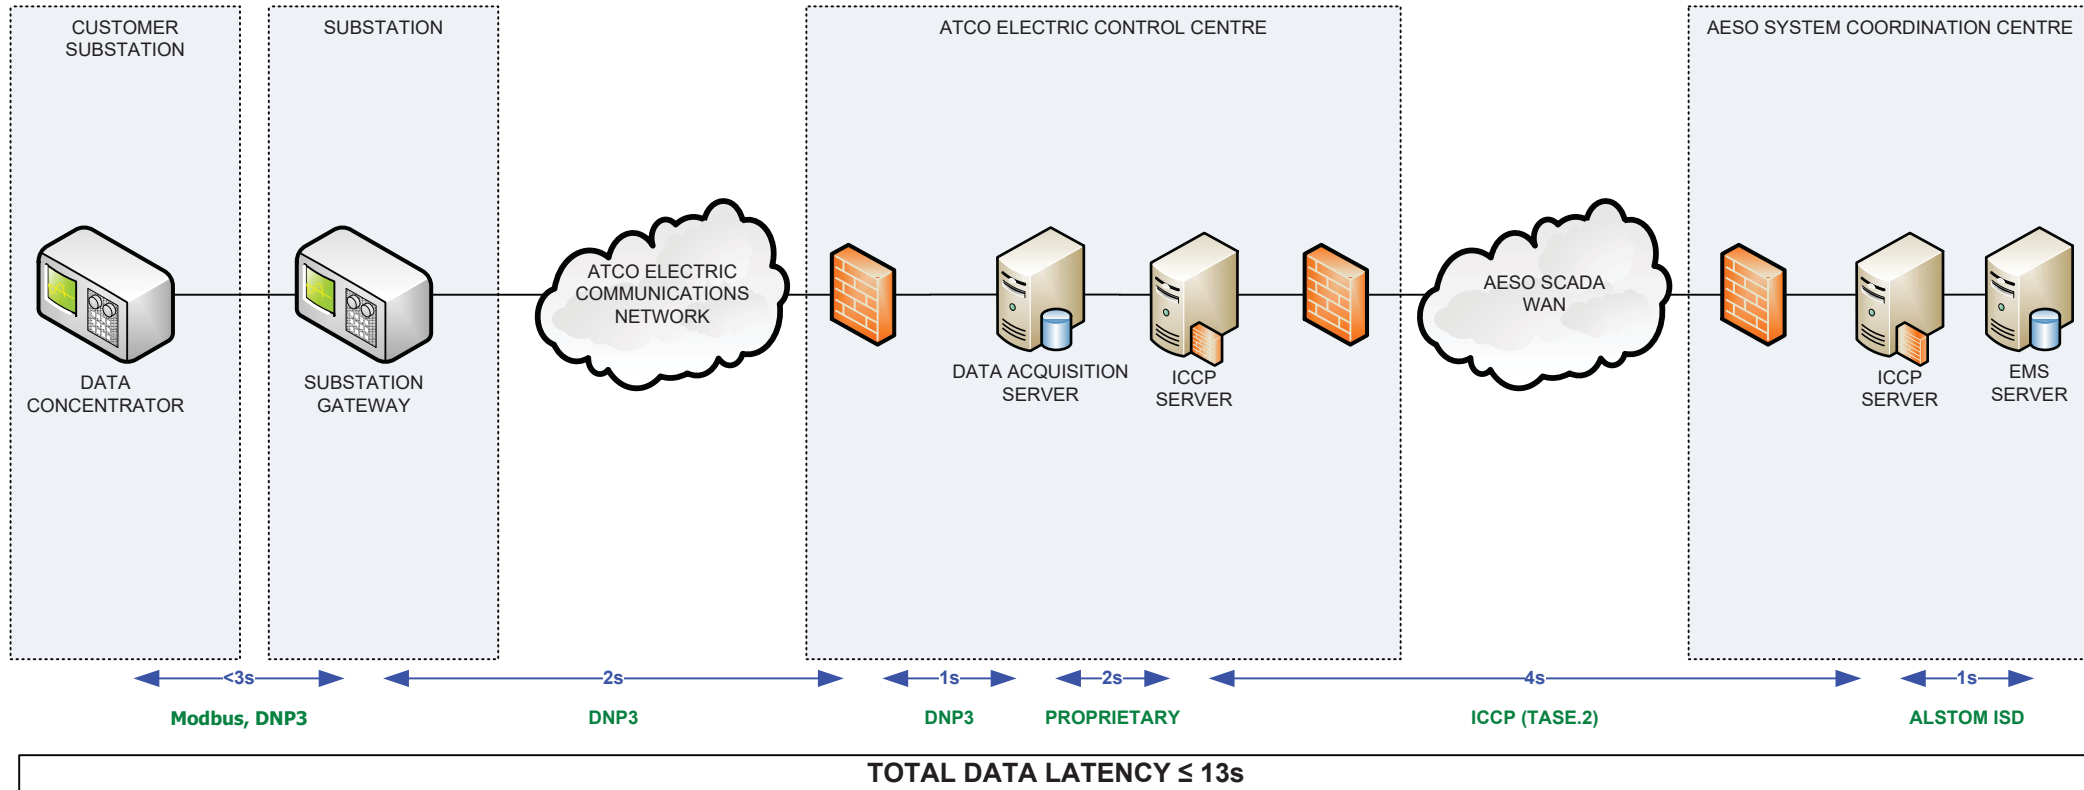 CUSTOMER
SUBSTATION
SUBSTATION
ATCO ELECTRIC CONTROL CENTRE
AESO SYSTEM COORDINATION CENTRE
ATCO ELECTRIC
COMMUNICATIONS
NETWORK
AESO SCADA
WAN
DATA
CONCENTRATOR
SUBSTATION
GATEWAY
DATA ACQUISITION
SERVER
ICCP
SERVER
ICCP
SERVER
EMS
SERVER
<3s
2s
1s
2s
4s
1s
Modbus, DNP3
DNP3
DNP3
PROPRIETARY
ICCP (TASE.2)
ALSTOM ISD
TOTAL DATA LATENCY ≤ 13s